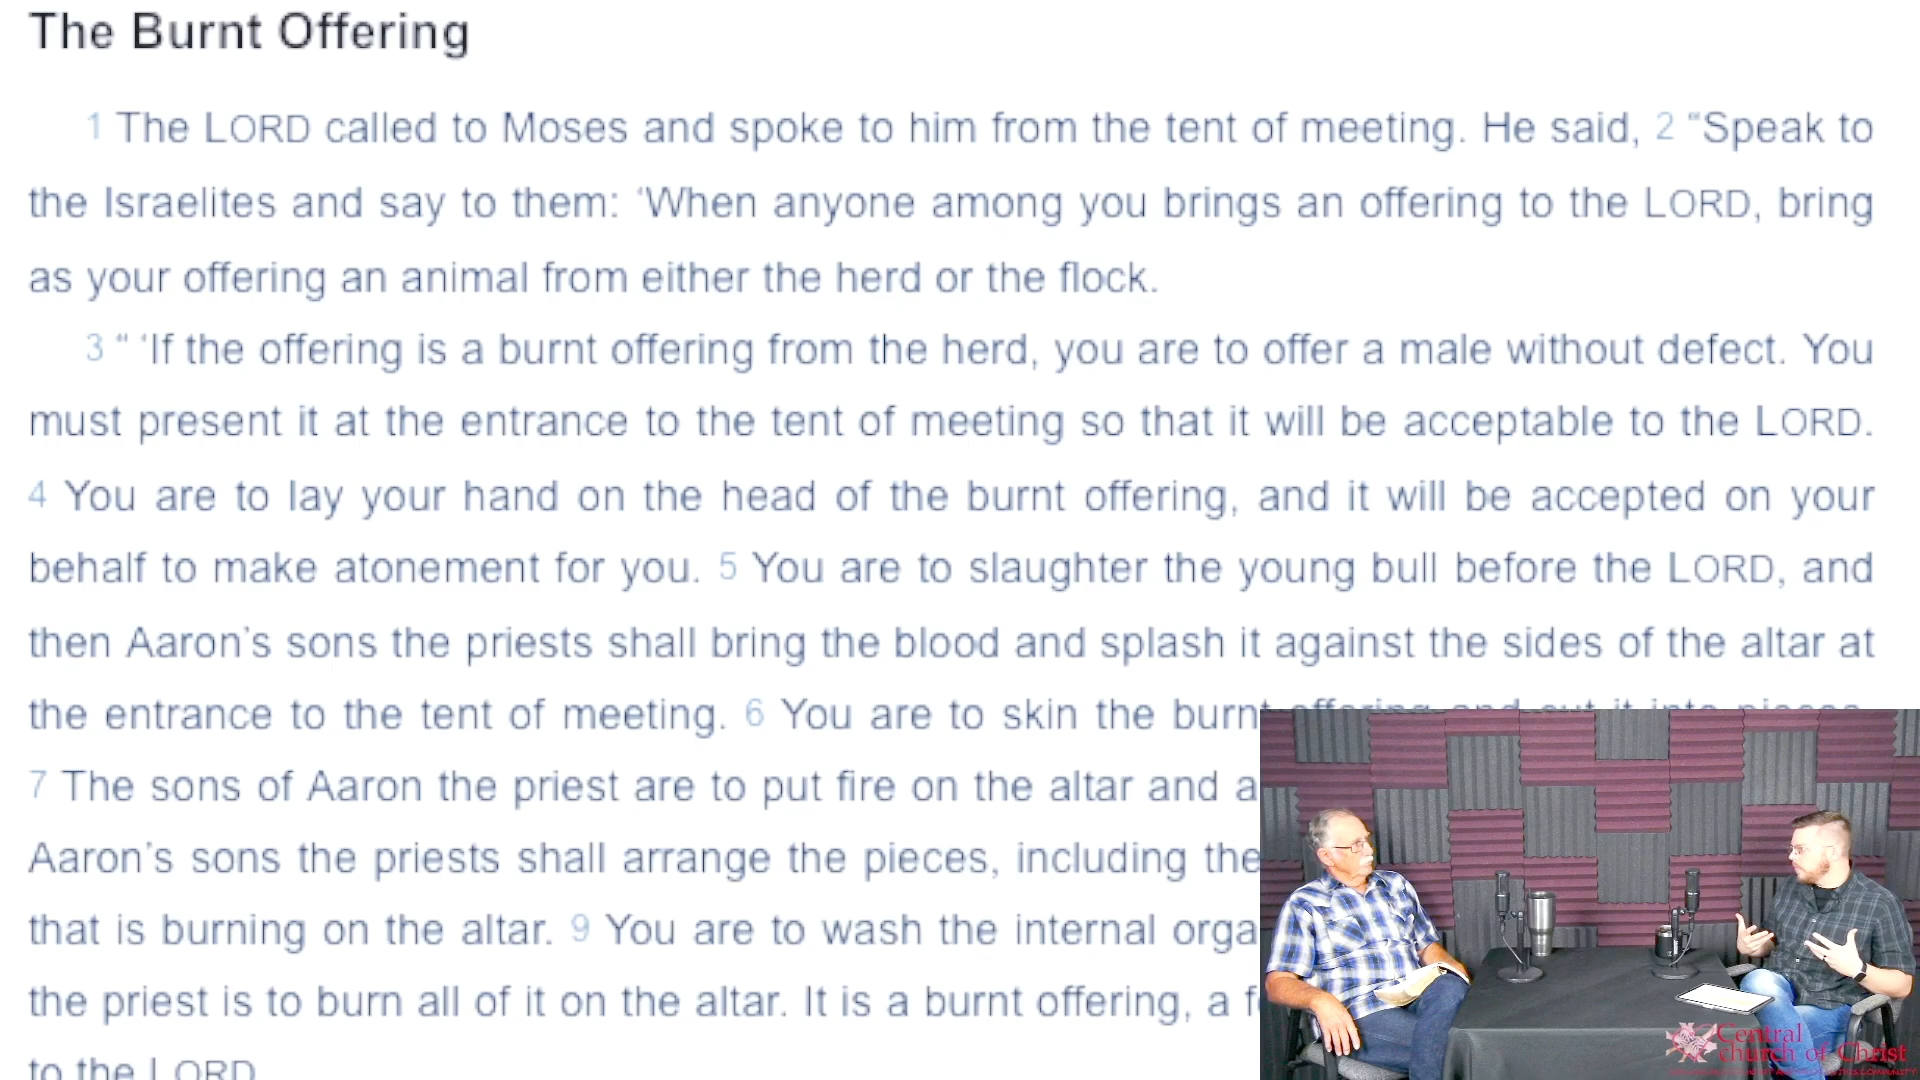 The Burnt Offering
1 The LORD called to Moses and spoke to him from the tent of meeting. He said, 2 “Speak to
the Israelites and say to them: ‘When anyone among you brings an offering to the LORD, bring
as your offering an animal from either the herd or the flock.
3 “ ‘If the offering is a burnt offering from the herd, you are to offer a male without defect. You
must present it at the entrance to the tent of meeting so that it will be acceptable to the LORD.
4 You are to lay your hand on the head of the burnt offering, and it will be accepted on your
behalf to make atonement for you. 5 You are to slaughter the young bull before the LORD, and
then Aaron’s sons the priests shall bring the blood and splash it against the sides of the altar at
the entrance to the tent of meeting. 6 You are to skin the burnt offering and cut it into pieces.
7 The sons of Aaron the priest are to put fire on the altar and a
Aaron’s sons the priests shall arrange the pieces, including the
that is burning on the altar. 9 You are to wash the internal orga
the priest is to burn all of it on the altar. It is a burnt offering, a f
to the LORD
Central
church of Christ